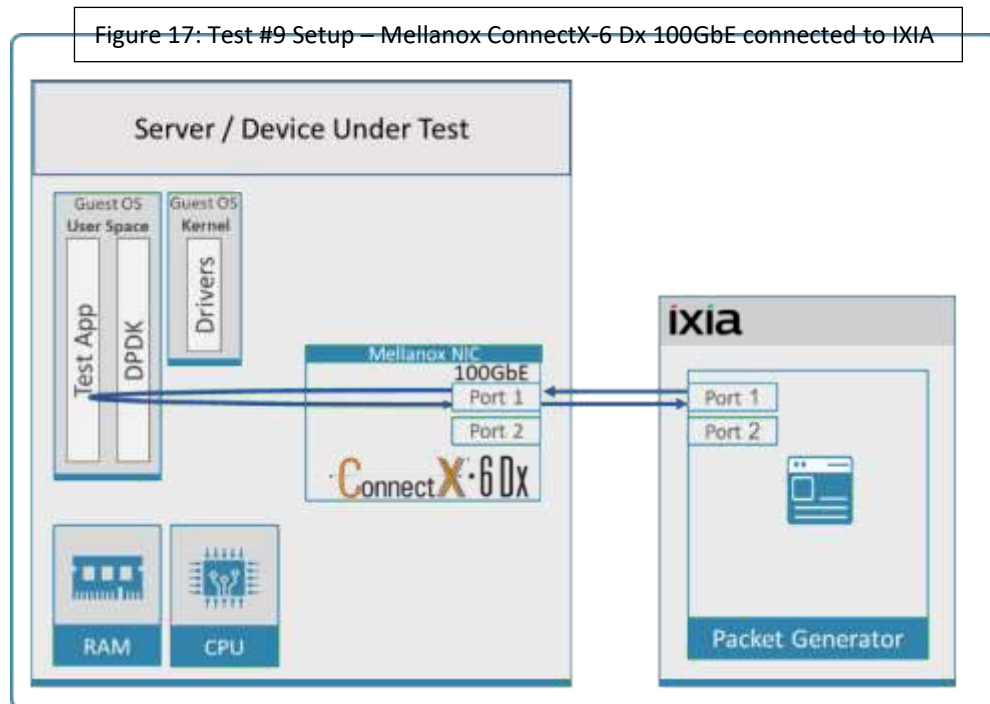 Figure 17: Test #9 Setup – Mellanox ConnectX-6 Dx 100GbE connected to IXIA
Server / Device Under Test
Guest OS
User Space
Test App
DPDK
Guest OS
Kernel
Drivers
Mellanox NIC
100GbE
Port 1
Port 2
ConnectX·6 Dx
RAM
CPU
ixia
Port 1
Port 2
Packet Generator